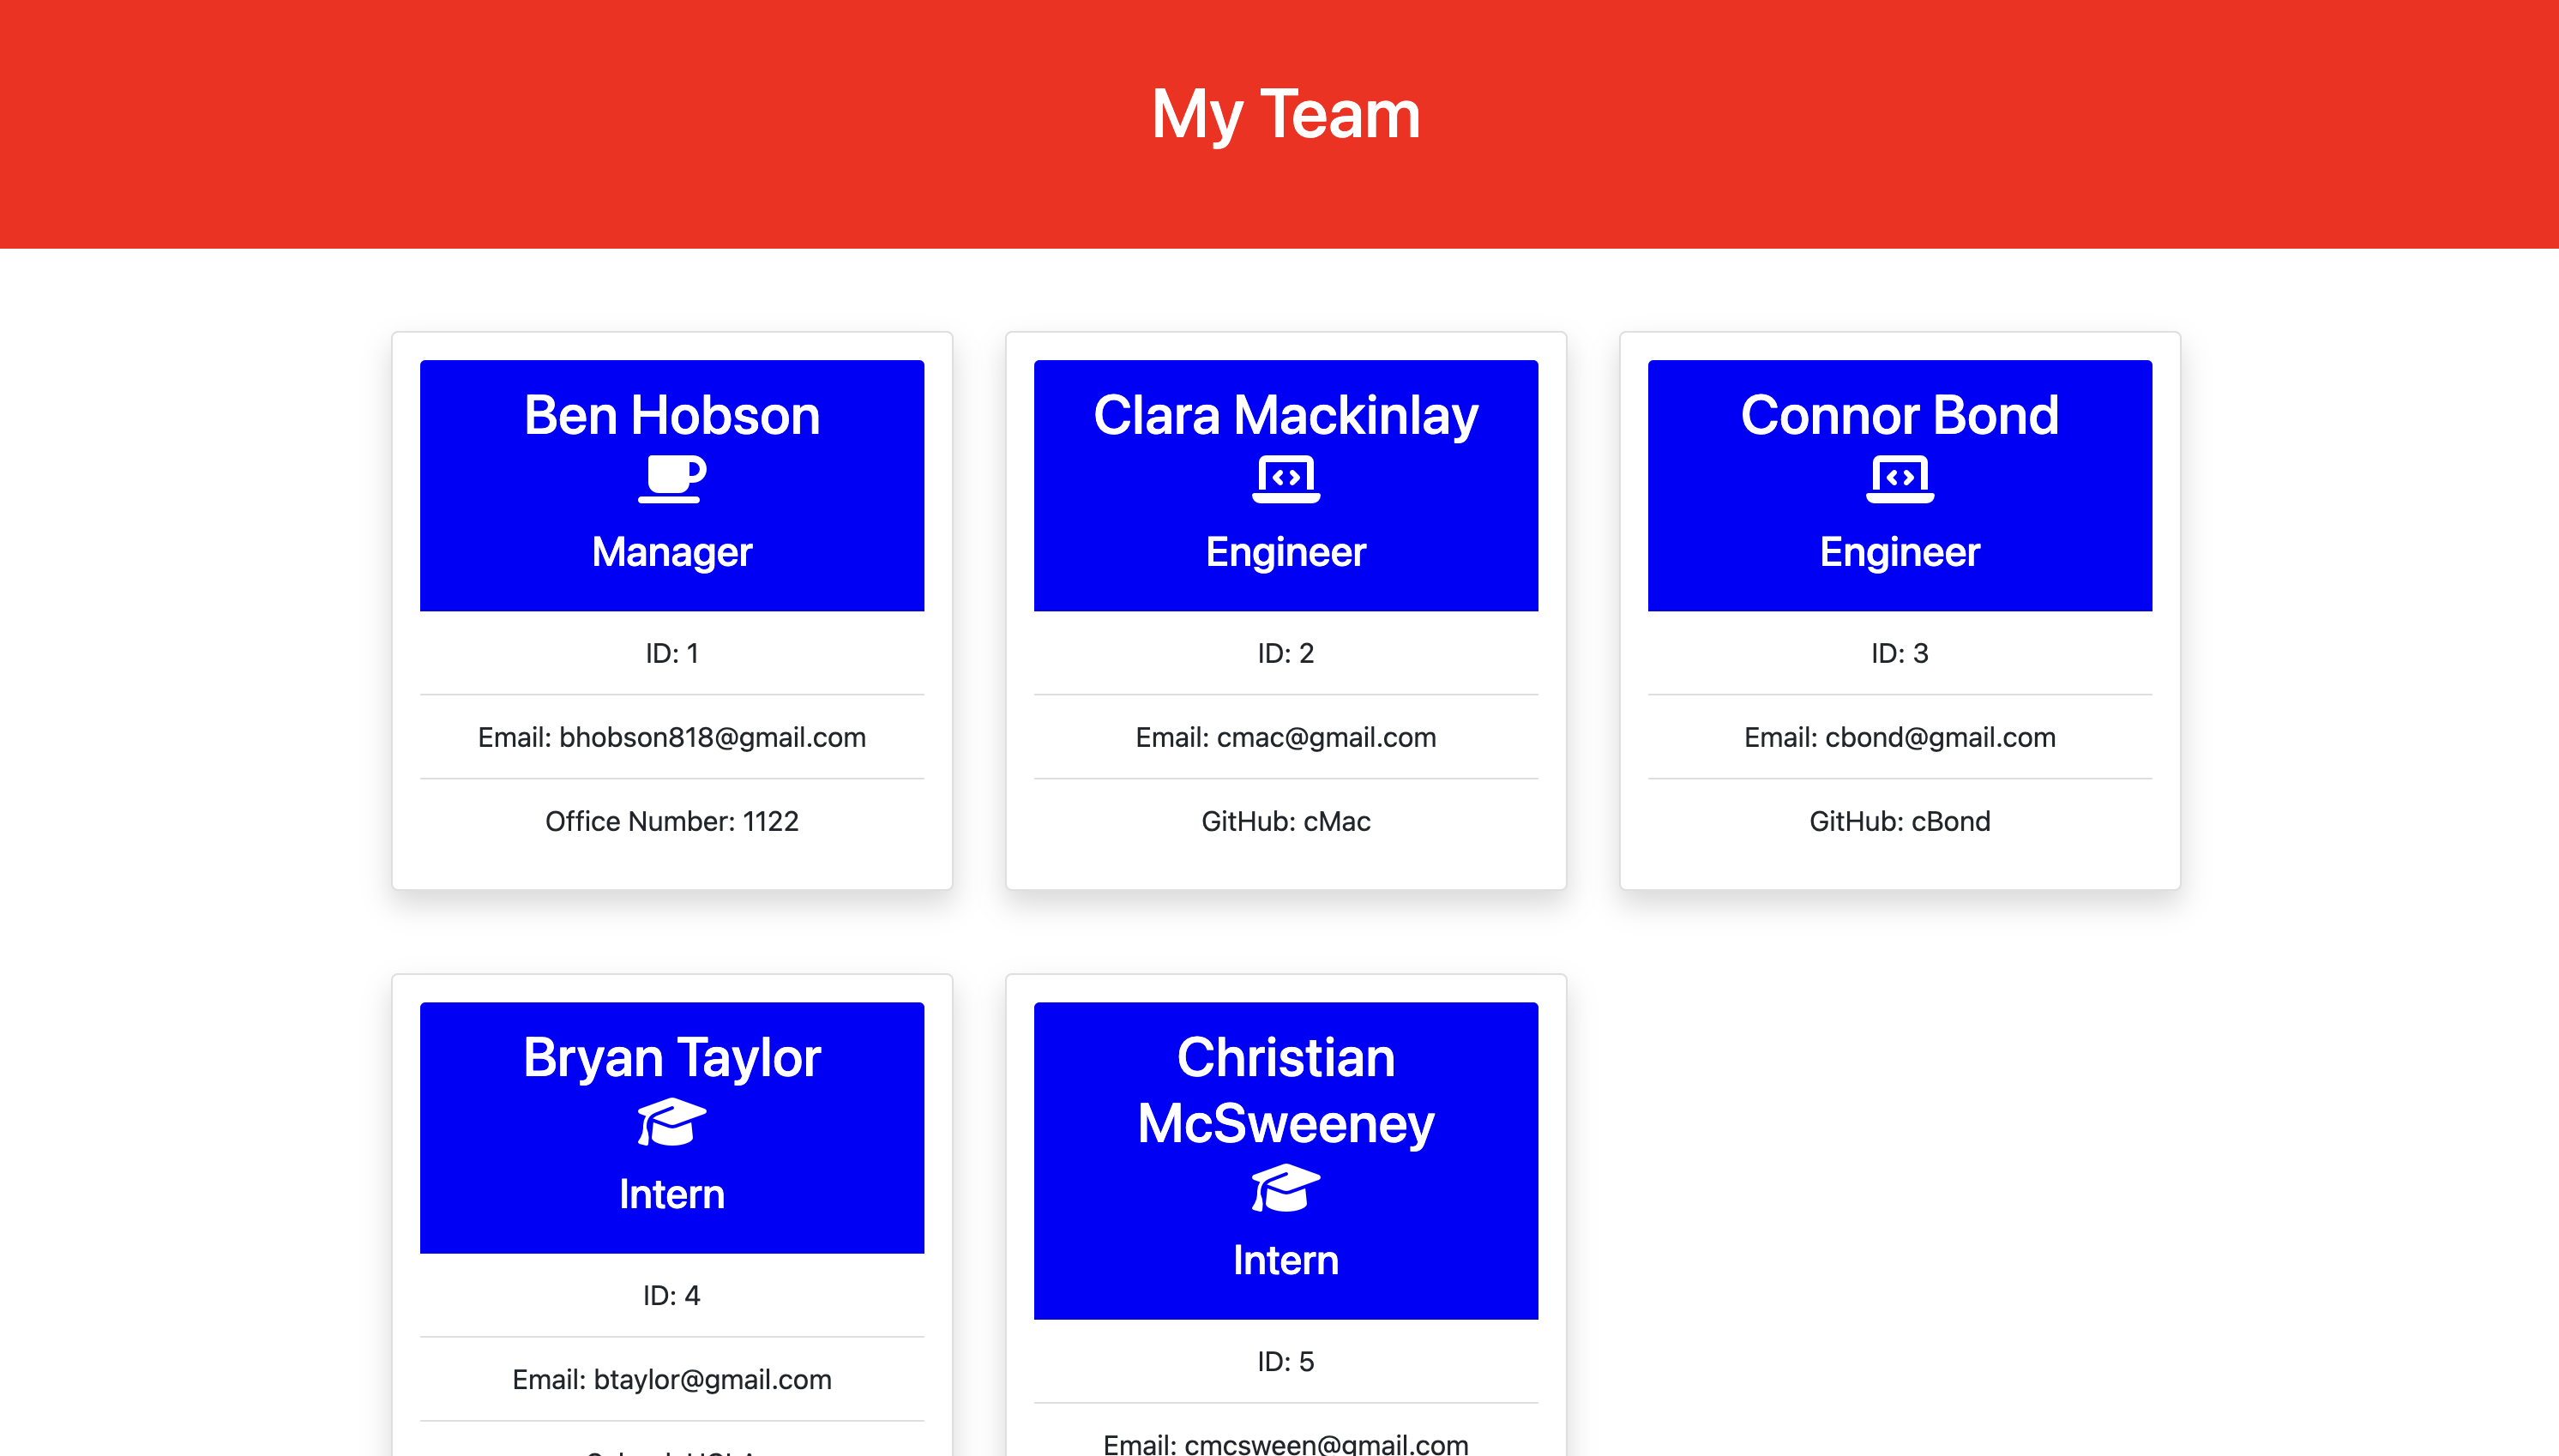 My Team
Ben Hobson
Manager
ID: 1
Email: bhobson818@gmail.com
Office Number: 1122
Clara Mackinlay
Engineer
ID: 2
Email: cmac@gmail.com
GitHub: cMac
Connor Bond
Engineer
ID: 3
Email: cbond@gmail.com
GitHub: cBond
Bryan Taylor
Intern
ID: 4
Email: btaylor@gmail.com
Christian
McSweeney
Intern
ID: 5
Email: cmcsween@gmail.com